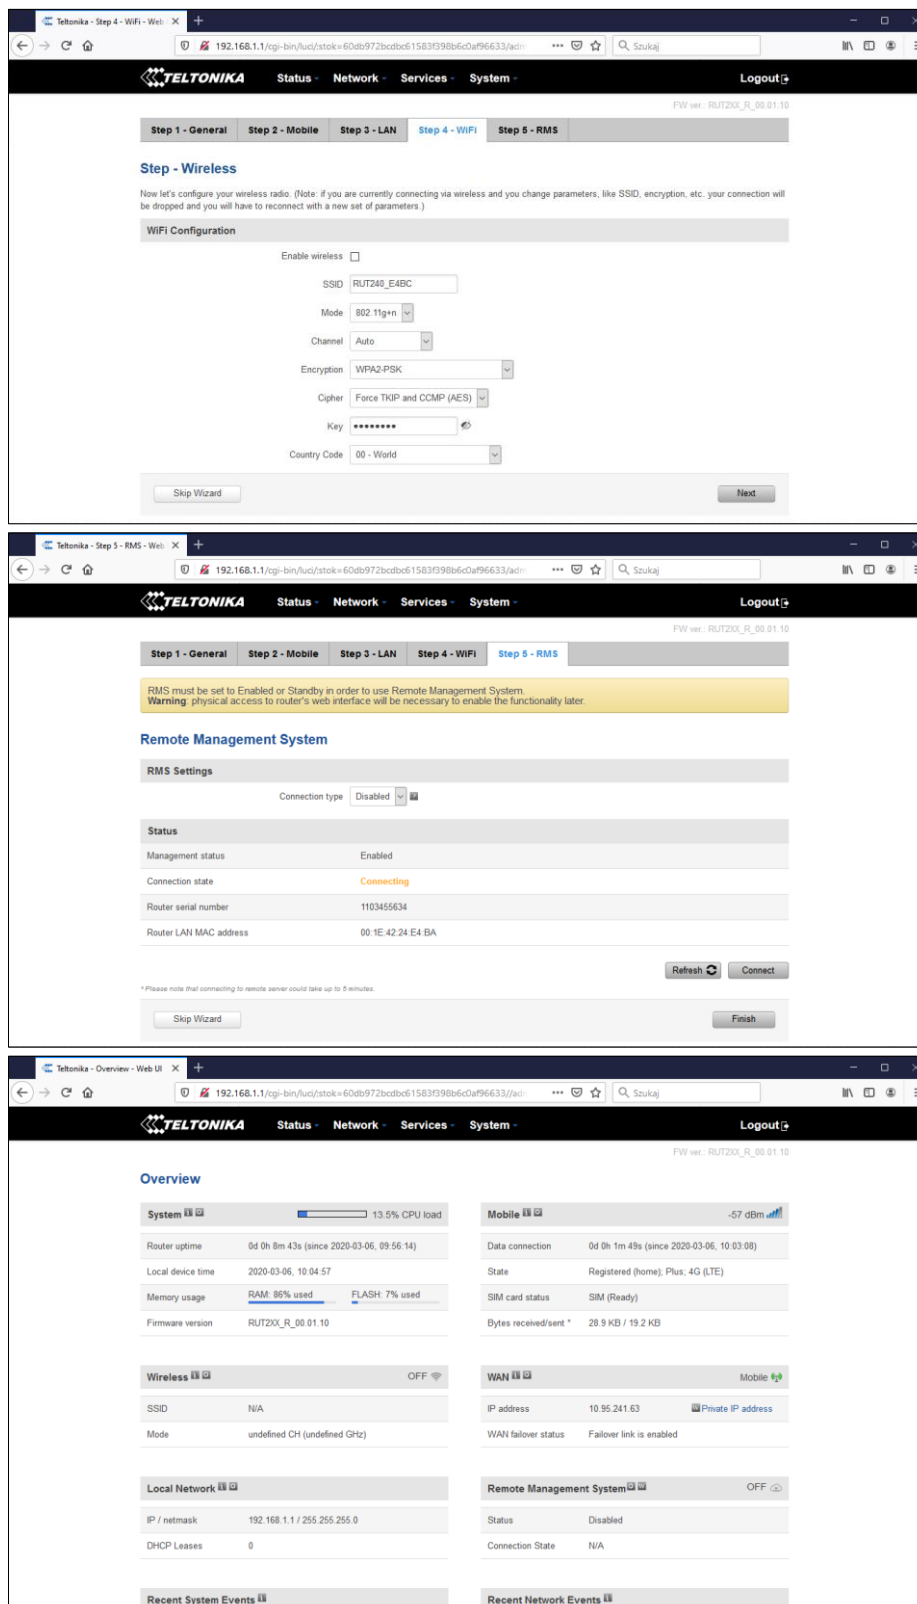 Teltonika - Step 4 - WiFi - Web
192.168.1.1/cgi-bin/luci/;stok=60db972bcdbc61583f398b6c0af96633/adm
Szukaj
TELTONIKA Status Network Services System Logout
FW ver.: RUT2XX_R_00.01.10
Step 1 - General Step 2 - Mobile Step 3 - LAN Step 4 - WiFi Step 5 - RMS
Step - Wireless
Now let's configure your wireless radio. (Note: if you are currently connecting via wireless and you change parameters, like SSID, encryption, etc. your connection will
be dropped and you will have to reconnect with a new set of parameters.)
WiFi Configuration
Enable wireless
SSID RUT240_E4BC
Mode 802.11g+n
Channel Auto
Encryption WPA2-PSK
Cipher Force TKIP and CCMP (AES)
Key ••••••••
Country Code 00 - World
Skip Wizard Next
Teltonika - Step 5 - RMS - Web
192.168.1.1/cgi-bin/luci/;stok=60db972bcdbc61583f398b6c0af96633/adm
Szukaj
TELTONIKA Status Network Services System Logout
FW ver.: RUT2XX_R_00.01.10
Step 1 - General Step 2 - Mobile Step 3 - LAN Step 4 - WiFi Step 5 - RMS
RMS must be set to Enabled or Standby in order to use Remote Management System.
Warning: physical access to router's web interface will be necessary to enable the functionality later.
Remote Management System
RMS Settings
Connection type Disabled
Status
Management status Enabled
Connection state Connecting
Router serial number 1103455634
Router LAN MAC address 00:1E:42:24:E4:BA
Refresh Connect
* Please note that connecting to remote server could take up to 5 minutes.
Skip Wizard Finish
Teltonika - Overview - Web UI
192.168.1.1/cgi-bin/luci/;stok=60db972bcdbc61583f398b6c0af96633//adm
Szukaj
TELTONIKA Status Network Services System Logout
FW ver.: RUT2XX_R_00.01.10
Overview
System 13.5% CPU load Mobile -57 dBm
Router uptime 0d 0h 8m 43s (since 2020-03-06, 09:56:14) Data connection 0d 0h 1m 49s (since 2020-03-06, 10:03:08)
Local device time 2020-03-06, 10:04:57 State Registered (home); Plus; 4G (LTE)
Memory usage RAM: 86% used FLASH: 7% used SIM card status SIM (Ready)
Firmware version RUT2XX_R_00.01.10 Bytes received/sent * 28.9 KB / 19.2 KB
Wireless OFF WAN Mobile
SSID N/A IP address 10.95.241.63 Private IP address
Mode undefined CH (undefined GHz) WAN failover status Failover link is enabled
Local Network Remote Management System OFF
IP / netmask 192.168.1.1 / 255.255.255.0 Status Disabled
DHCP Leases 0 Connection State N/A
Recent System Events Recent Network Events